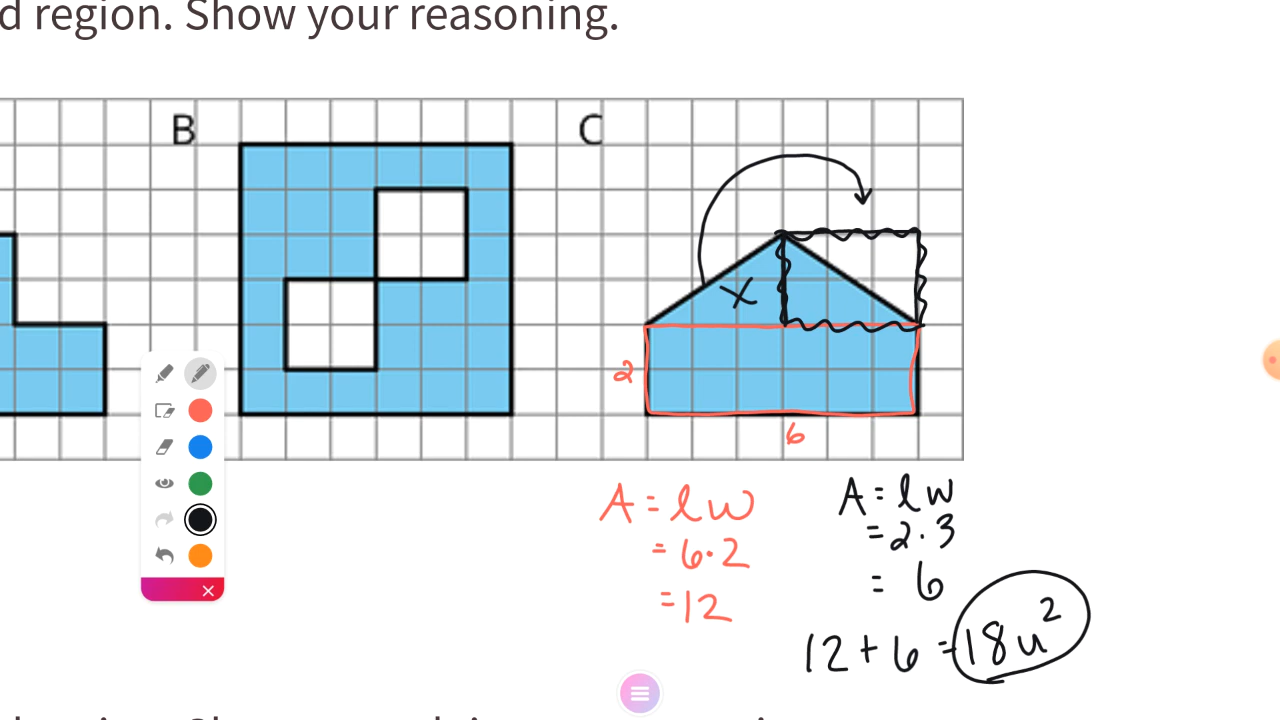 d region. Show your reasoning.
B
C
x
2
6
A = lw
= 6·2
= 12
A = lw
= 2·3
= 6
12 + 6 = 18u²